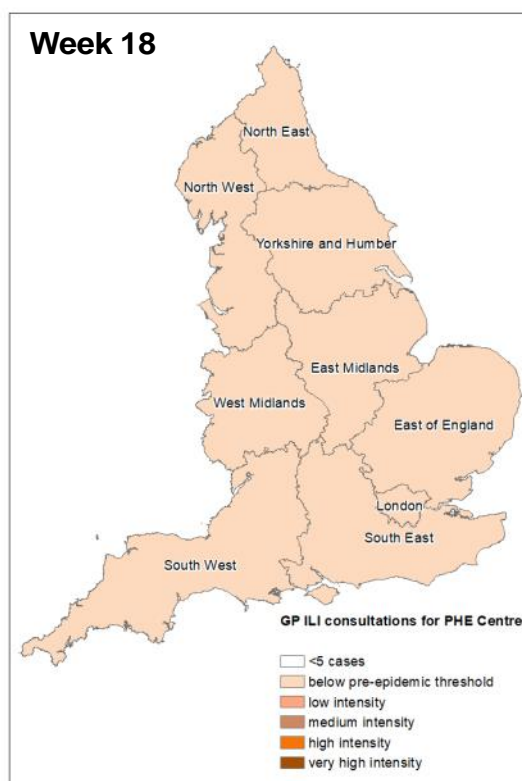 Week 18
North East
North West
Yorkshire and Humber
East Midlands
West Midlands
East of England
London
South East
South West
GP ILI consultations for PHE Centre
<5 cases
below pre-epidemic threshold
low intensity
medium intensity
high intensity
very high intensity